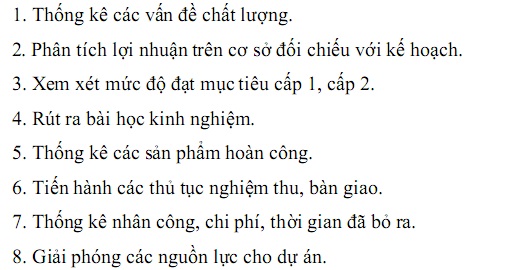 1. Thống kê các vấn đề chất lượng.
2. Phân tích lợi nhuận trên cơ sở đối chiếu với kế hoạch.
3. Xem xét mức độ đạt mục tiêu cấp 1, cấp 2.
4. Rút ra bài học kinh nghiệm.
5. Thống kê các sản phẩm hoàn công.
6. Tiến hành các thủ tục nghiệm thu, bàn giao.
7. Thống kê nhân công, chi phí, thời gian đã bỏ ra.
8. Giải phóng các nguồn lực cho dự án.